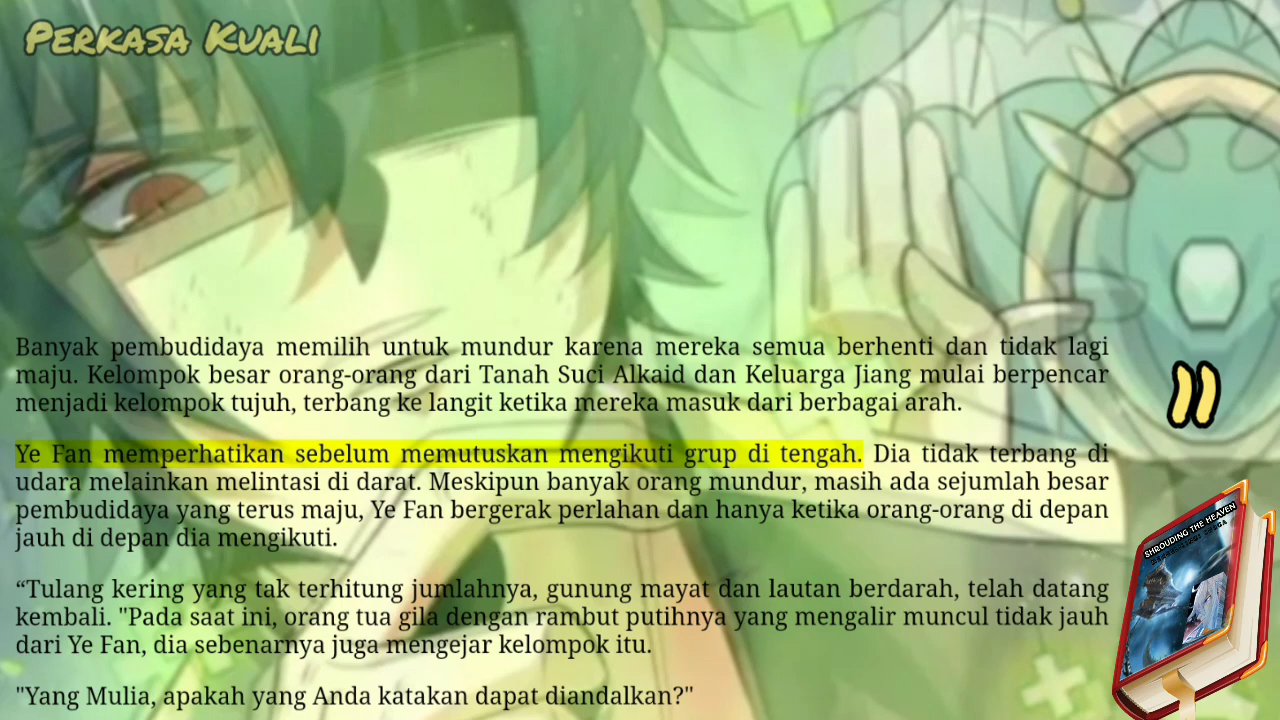 Perkasa Kuali
Banyak pembudidaya memilih untuk mundur karena mereka semua berhenti dan tidak lagi
maju. Kelompok besar orang-orang dari Tanah Suci Alkaid dan Keluarga Jiang mulai berpencar
menjadi kelompok tujuh, terbang ke langit ketika mereka masuk dari berbagai arah.
Ye Fan memperhatikan sebelum memutuskan mengikuti grup di tengah. Dia tidak terbang di
udara melainkan melintasi di darat. Meskipun banyak orang mundur, masih ada sejumlah besar
pembudidaya yang terus maju, Ye Fan bergerak perlahan dan hanya ketika orang-orang di depan
jauh di depan dia mengikuti.
“Tulang kering yang tak terhitung jumlahnya, gunung mayat dan lautan berdarah, telah datang
kembali. "Pada saat ini, orang tua gila dengan rambut putihnya yang mengalir muncul tidak jauh
dari Ye Fan, dia sebenarnya juga mengejar kelompok itu.
"Yang Mulia, apakah yang Anda katakan dapat diandalkan?"
SHROUDING THE HEAVEN